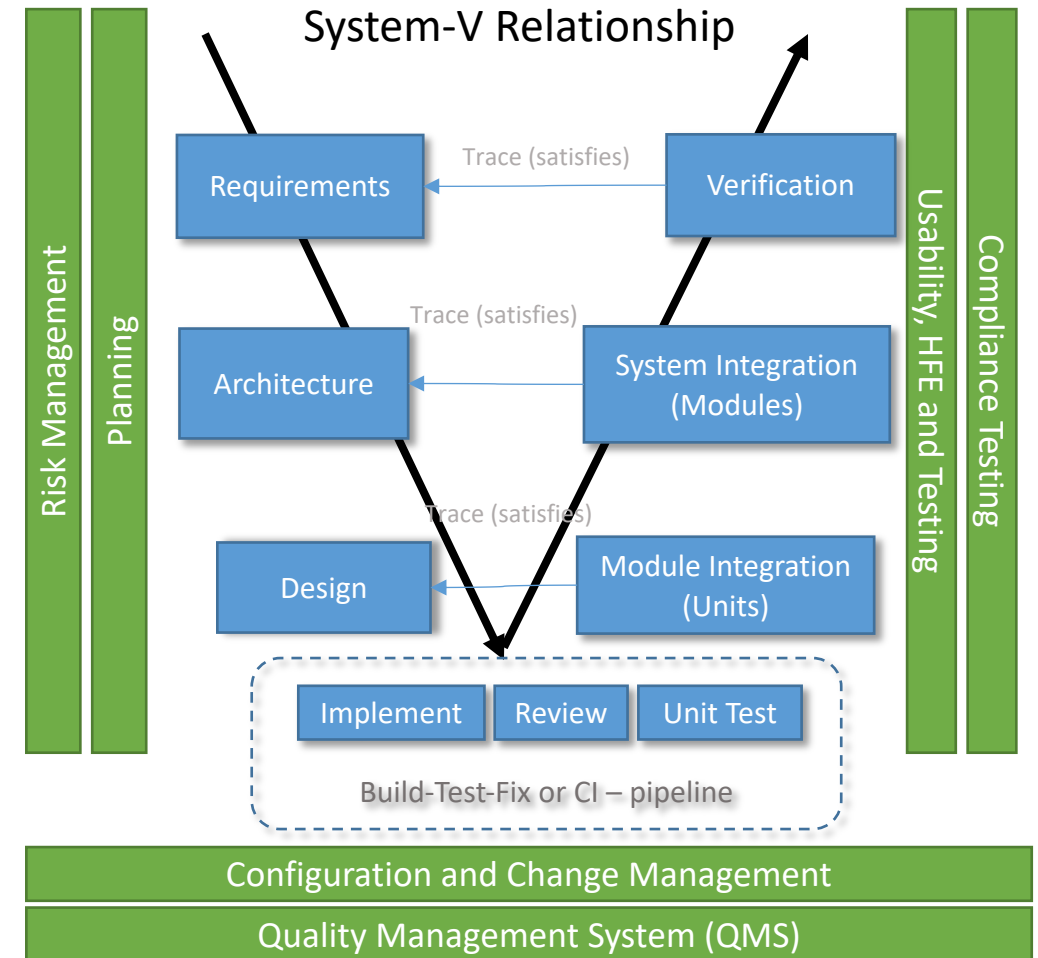 System-V Relationship
Risk Management
Planning
Requirements
Trace (satisfies)
Verification
Architecture
Trace (satisfies)
System Integration
(Modules)
Design
Trace (satisfies)
Module Integration
(Units)
Usability, HFE and Testing
Compliance Testing
Implement
Review
Unit Test
Build-Test-Fix or CI – pipeline
Configuration and Change Management
Quality Management System (QMS)